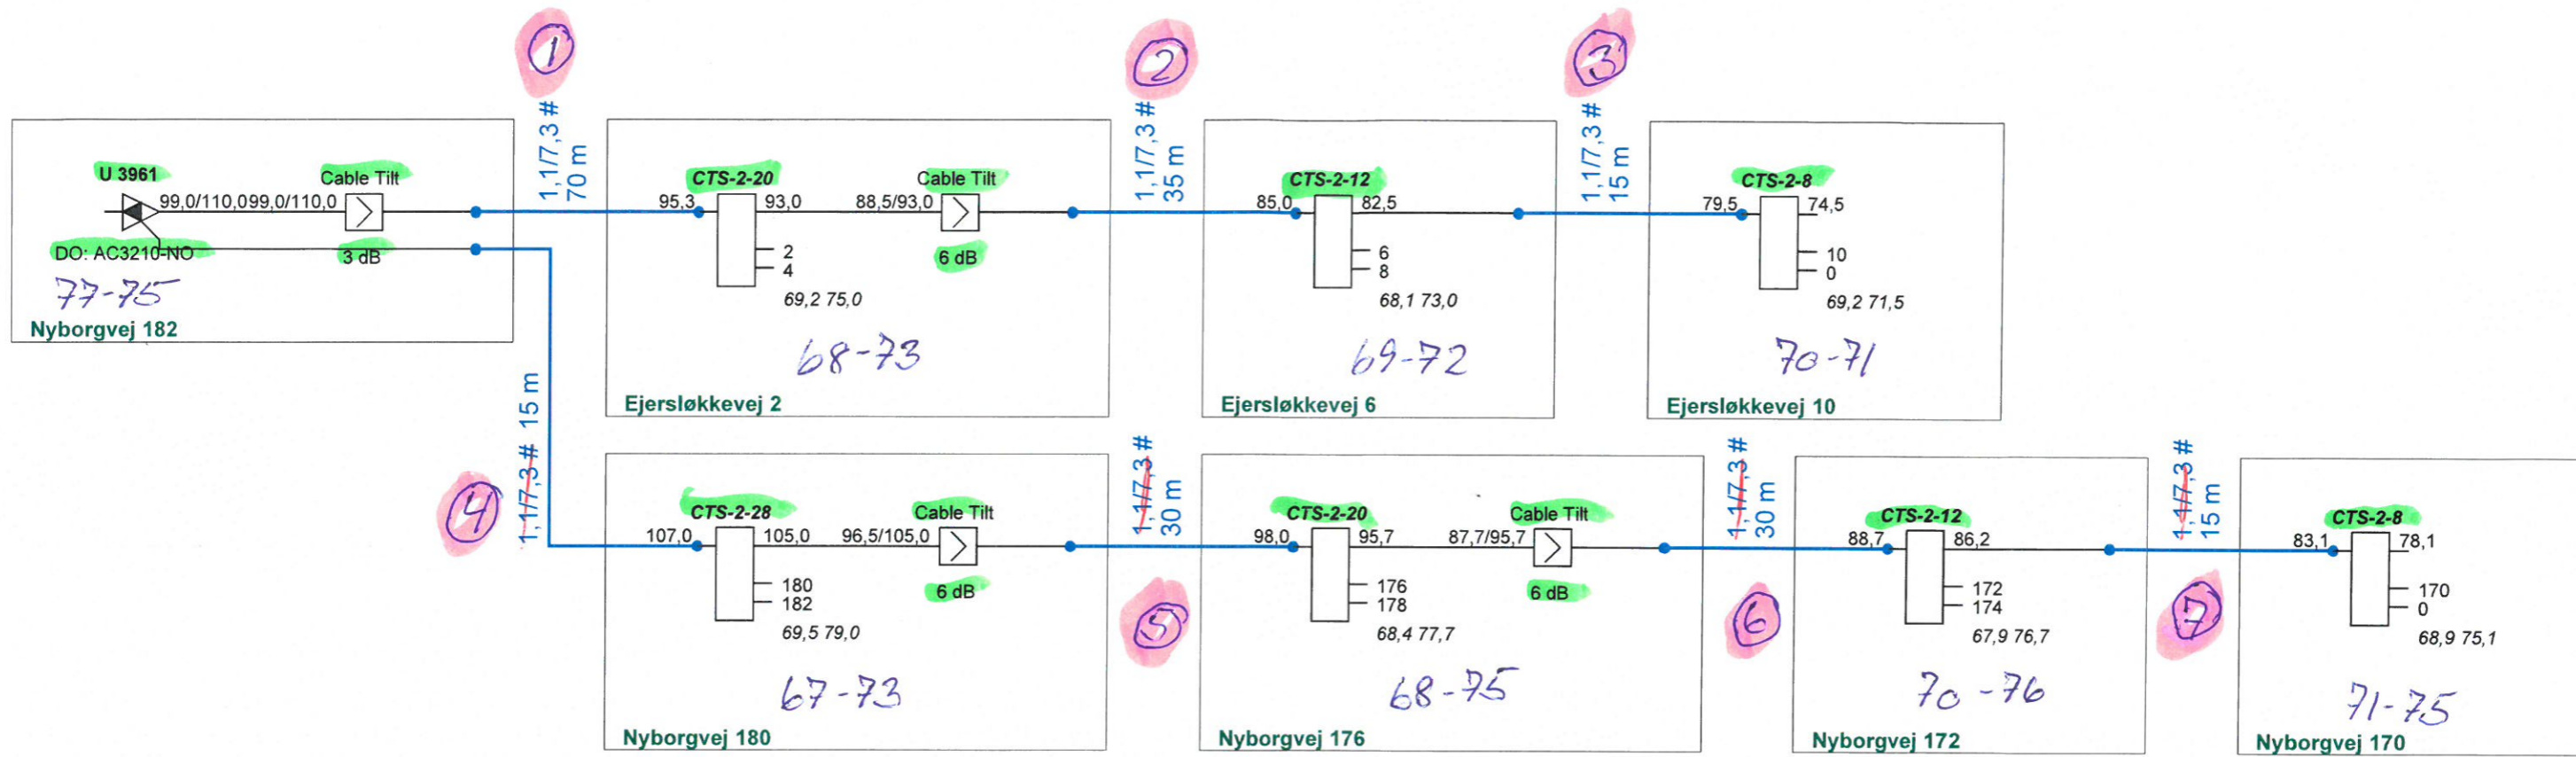 1
1,1/7,3 #
70 m
2
1,1/7,3 #
35 m
3
1,1/7,3 #
15 m
U 3961
99,0/110,099,0/110,0
Cable Tilt
DO: AC3210-NO
3 dB
77-75
Nyborgvej 182
CTS-2-20
95,3
93,0
88,5/93,0
Cable Tilt
6 dB
2
4
69,2 75,0
68-73
Ejersløkkevej 2
CTS-2-12
85,0
82,5
6
8
68,1 73,0
69-72
Ejersløkkevej 6
CTS-2-8
79,5
74,5
10
0
69,2 71,5
70-71
Ejersløkkevej 10
4
1,1/7,3 # 15 m
CTS-2-28
107,0
105,0
96,5/105,0
Cable Tilt
6 dB
180
182
69,5 79,0
67-73
Nyborgvej 180
1,1/7,3 #
30 m
5
CTS-2-20
98,0
95,7
87,7/95,7
Cable Tilt
6 dB
176
178
68,4 77,7
68-75
Nyborgvej 176
1,1/7,3 #
30 m
6
CTS-2-12
88,7
86,2
172
174
67,9 76,7
70-76
Nyborgvej 172
1,1/7,3 #
15 m
7
CTS-2-8
83,1
78,1
170
0
68,9 75,1
71-75
Nyborgvej 170